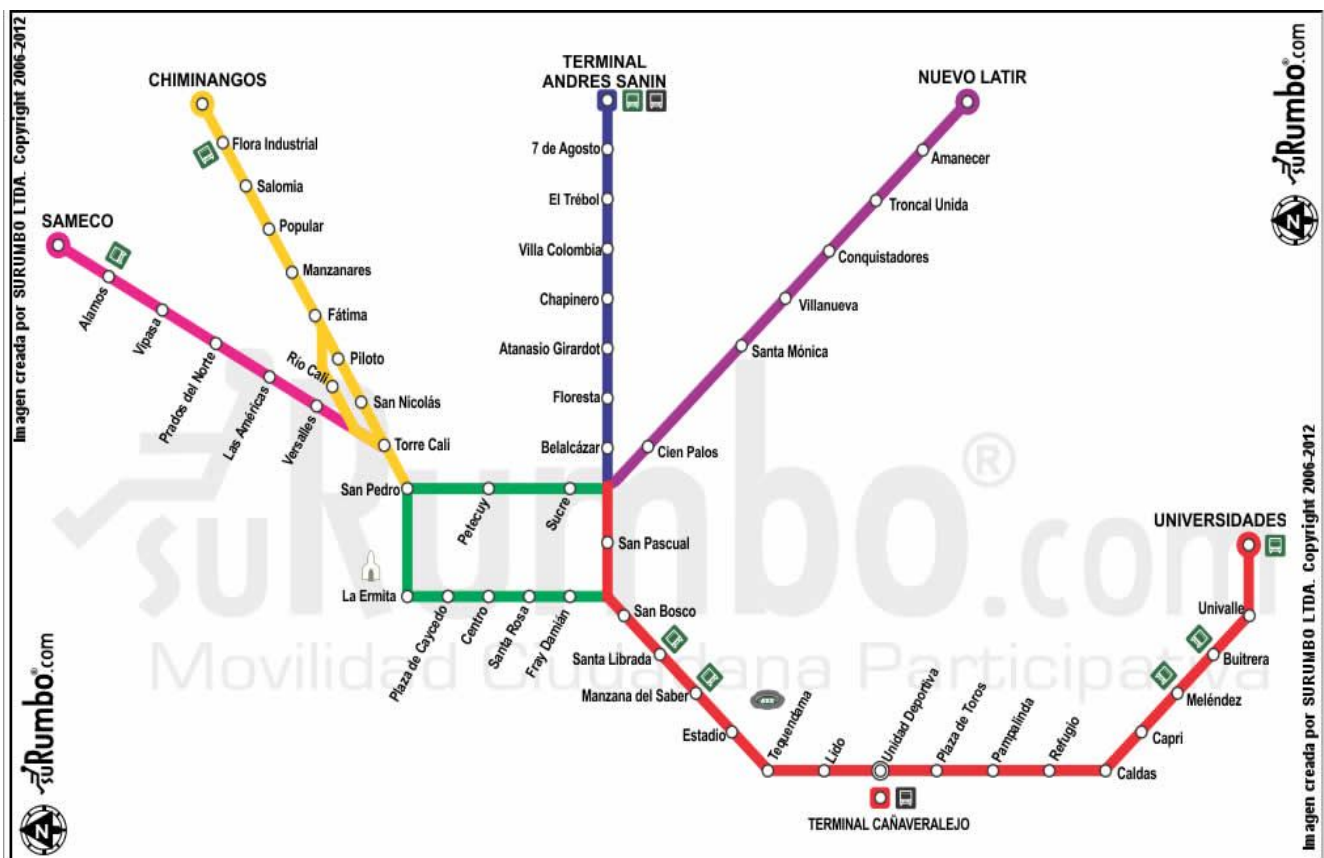 Imagen creada por SURUMBO LTDA. Copyright 2006-2012
suRumbo®.com
CHIMINANGOS
TERMINAL
ANDRES SANIN
NUEVO LATIR
Flora Industrial
7 de Agosto
Amanecer
Salomia
El Trébol
Troncal Unida
SAMECO
Popular
Villa Colombia
Conquistadores
Alamos
Manzanares
Chapinero
Villanueva
Vipasa
Fátima
Prados del Norte
Piloto
Atanasio Girardot
Santa Mónica
Río Cali
Las Américas
San Nicolás
Floresta
Versalles
Torre Cali
Belalcázar
Cien Palos
San Pedro
Petecuy
Sucre
San Pascual
UNIVERSIDADES
suRumbo®.com
Movilidad Ciudadana Participativa
La Ermita
Plaza de Caycedo
Centro
Santa Rosa
Fray Damián
San Bosco
Univalle
Santa Librada
Buitrera
Manzana del Saber
Meléndez
Estadio
Tequendama
Lido
Unidad Deportiva
Plaza de Toros
Pampalinda
Refugio
Capri
Caldas
TERMINAL CAÑAVERALEJO
suRumbo®.com
N
N
Imagen creada por SURUMBO LTDA. Copyright 2006-2012